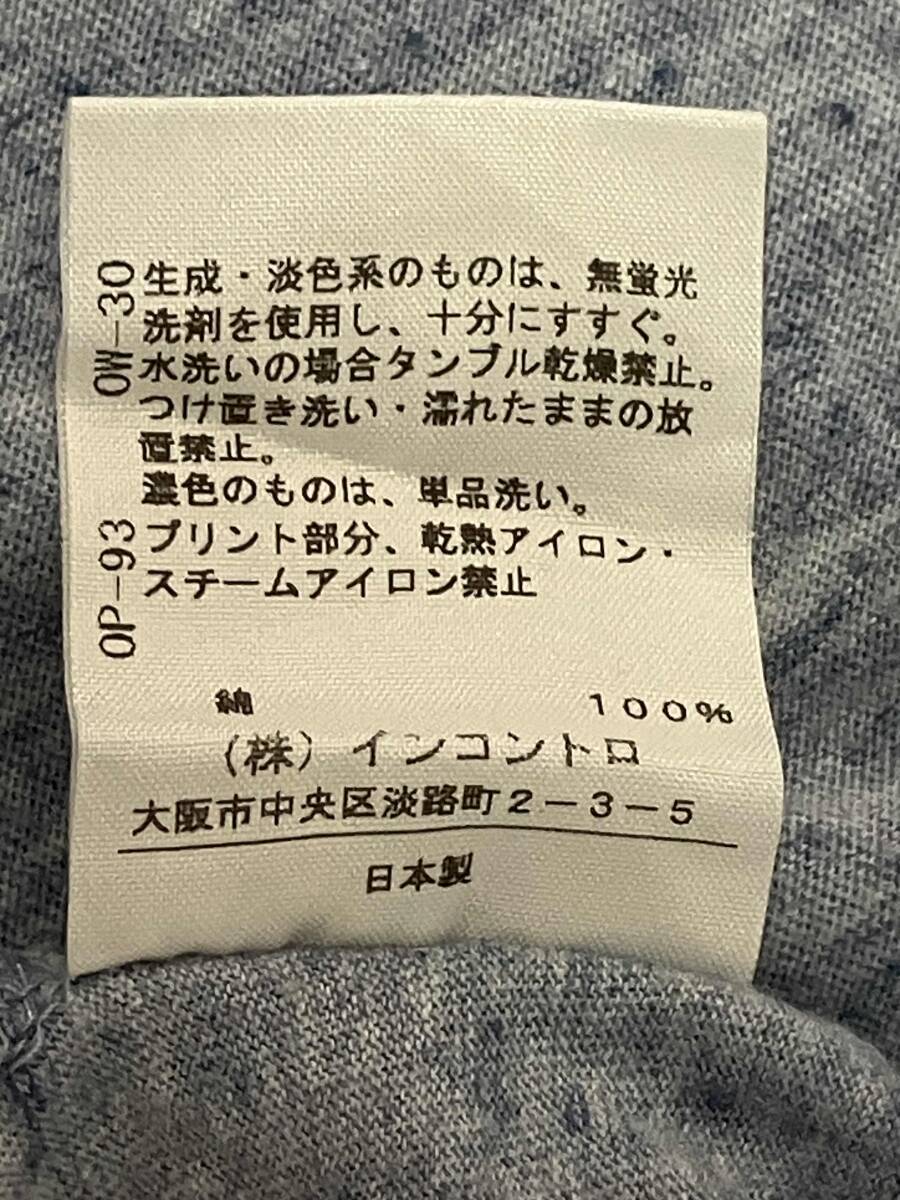 OW-30
生成・淡色系のものは、無蛍光
洗剤を使用し、十分にすすぐ。
水洗いの場合タンブル乾燥禁止。
つけ置き洗い・濡れたままの放
置禁止。
濃色のものは、単品洗い。
OP-93
プリント部分、乾熱アイロン・
スチームアイロン禁止
綿 100%
(株)インコントロ
大阪市中央区淡路町2-3-5
日本製